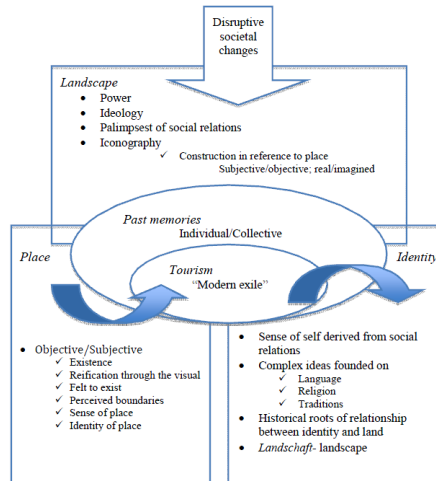 Disruptive
societal
changes
Landscape
• Power
• Ideology
• Palimpsest of social relations
• Iconography
✓ Construction in reference to place
Subjective/objective; real/imagined
Past memories
Individual/Collective
Place
Identity
Tourism
“Modern exile”
• Objective/Subjective
✓ Existence
✓ Reification through the visual
✓ Felt to exist
✓ Perceived boundaries
✓ Sense of place
✓ Identity of place
• Sense of self derived from social
relations
• Complex ideas founded on
✓ Language
✓ Religion
✓ Traditions
• Historical roots of relationship
between identity and land
• Landschaft- landscape